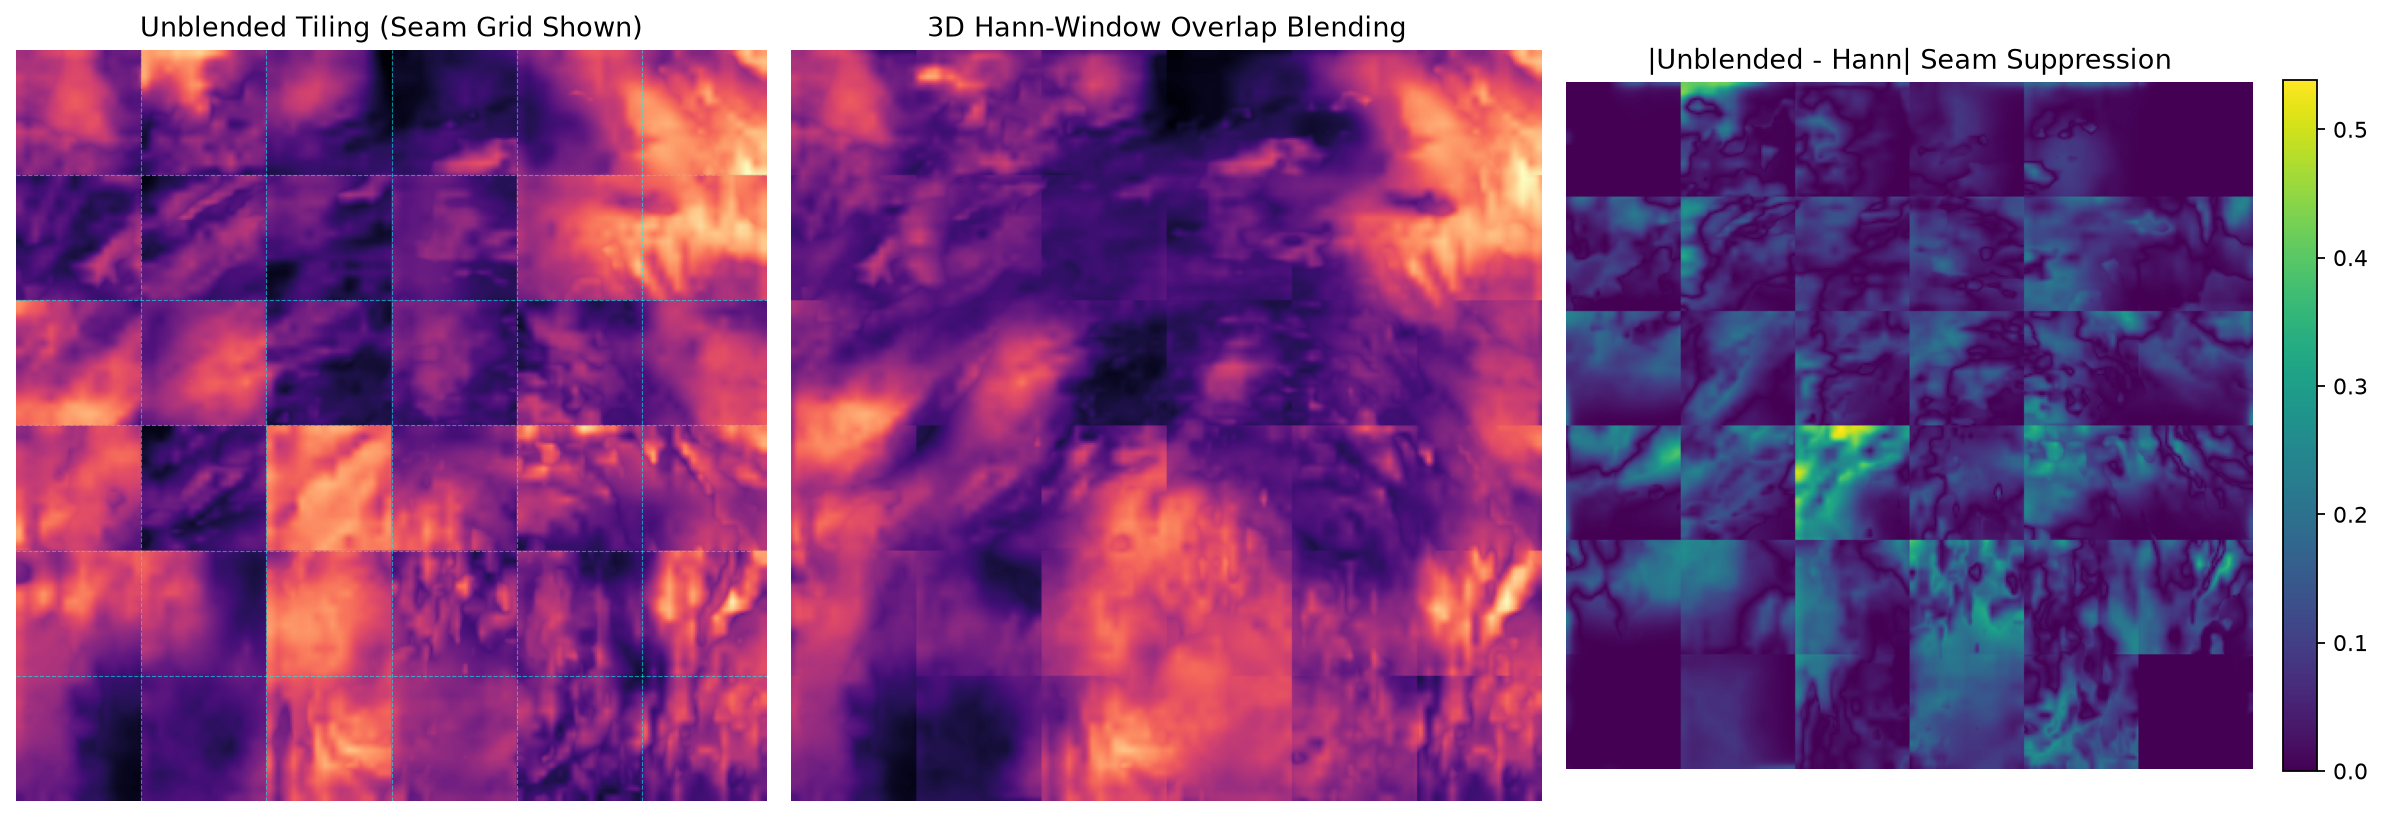 Unblended Tiling (Seam Grid Shown)
3D Hann-Window Overlap Blending
|Unblended - Hann| Seam Suppression
0.5
0.4
0.3
0.2
0.1
0.0